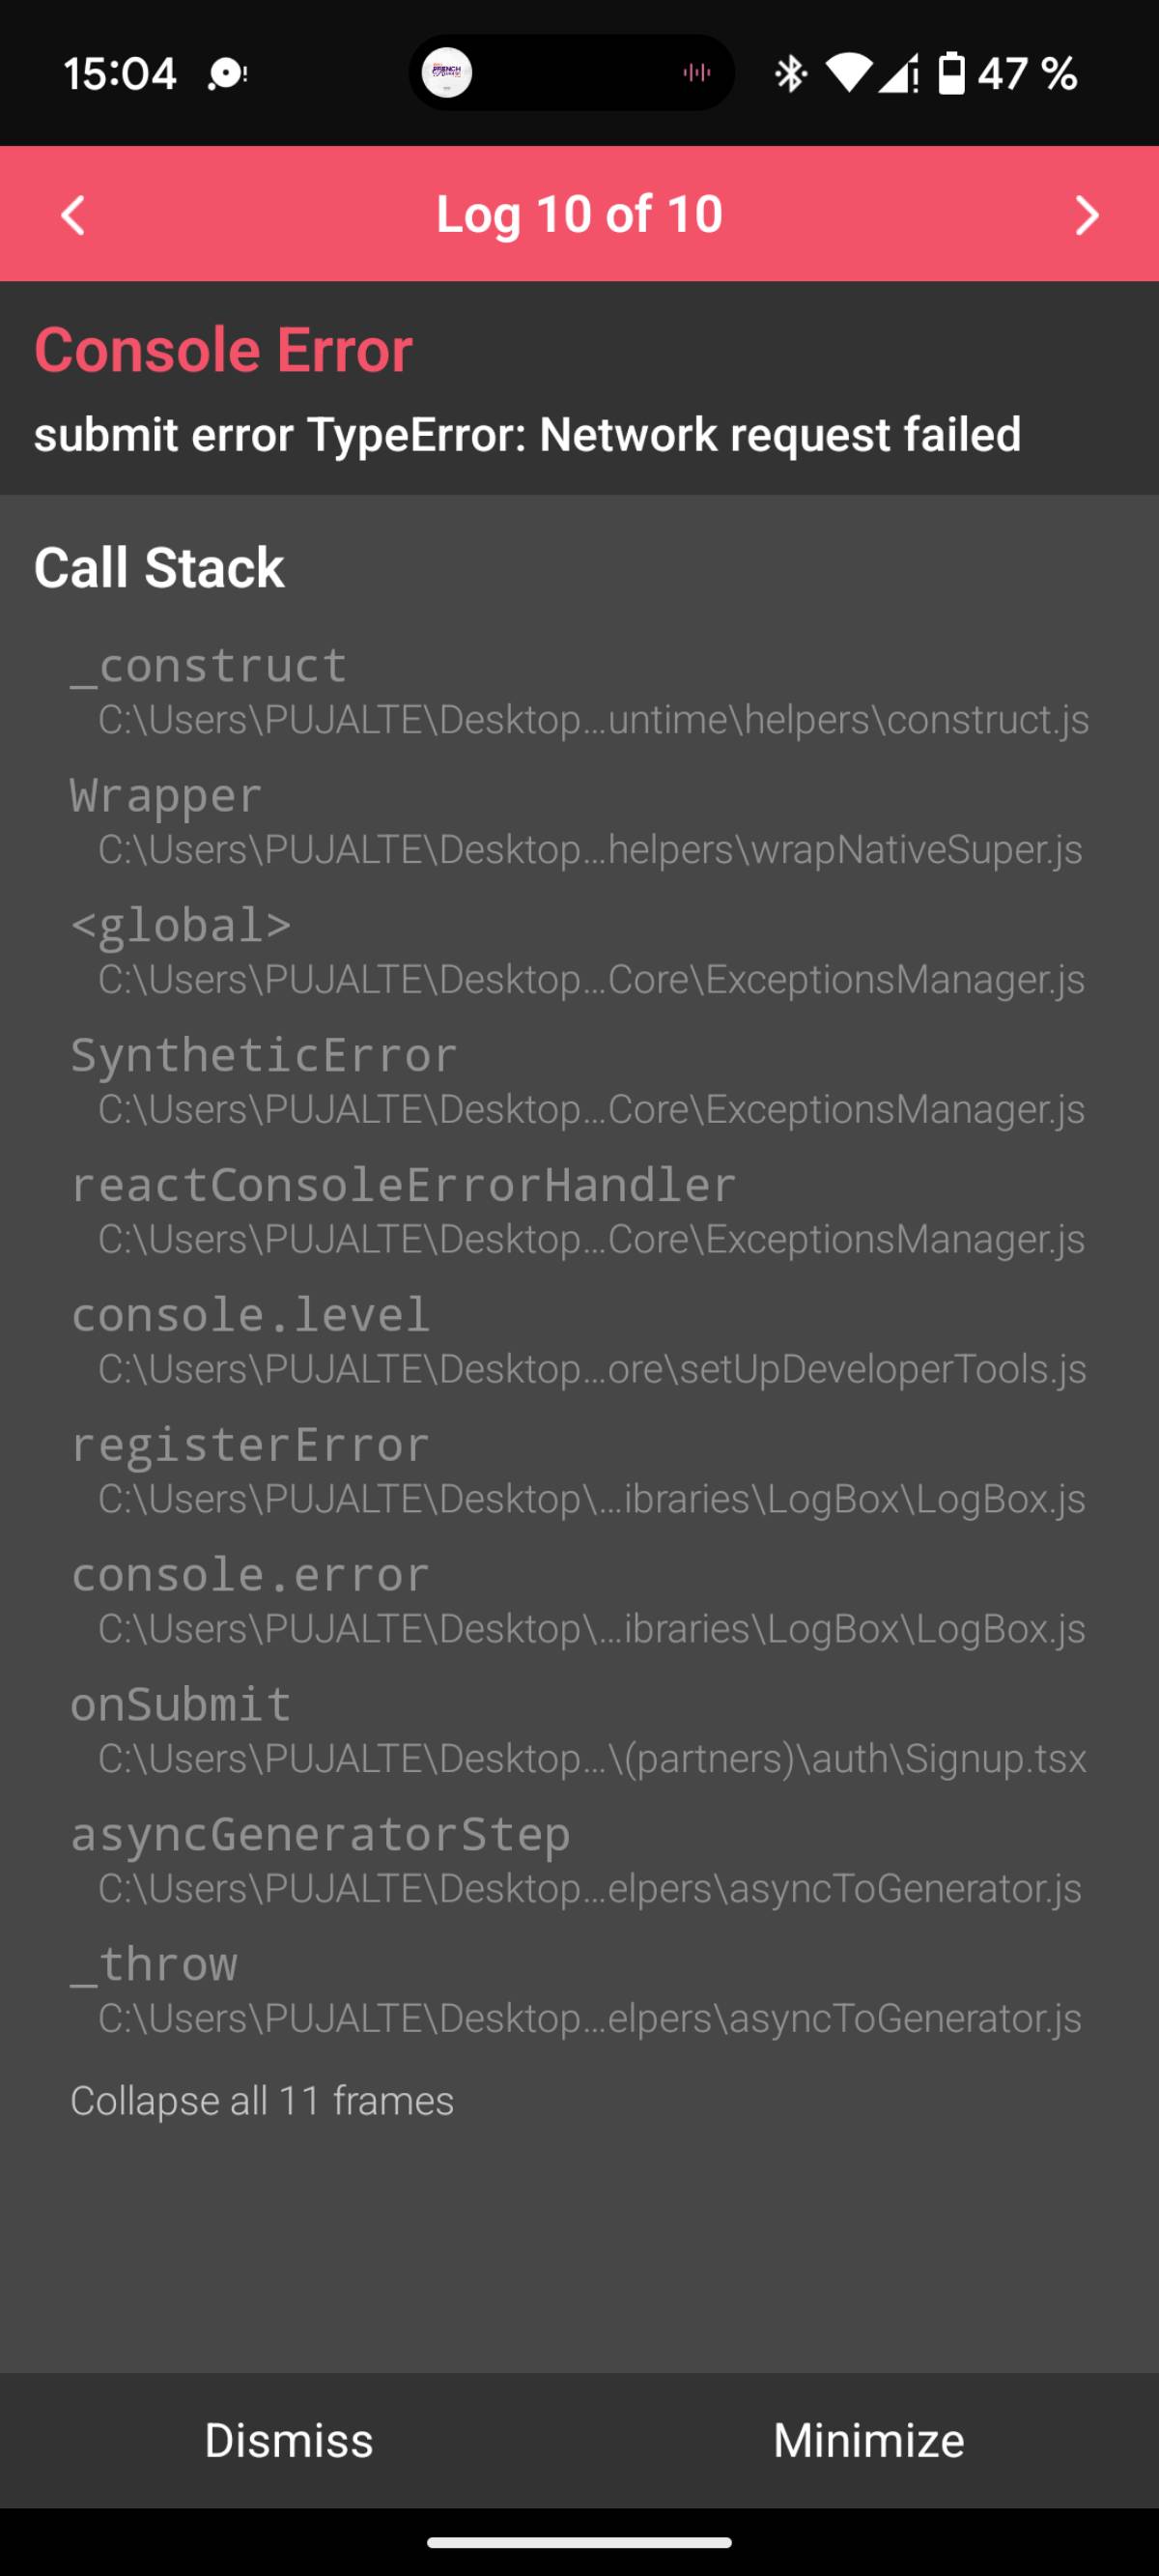 15:04
47 %
Log 10 of 10
Console Error
submit error TypeError: Network request failed
Call Stack
_construct
C:\Users\PUJALTE\Desktop...untime\helpers\construct.js
Wrapper
C:\Users\PUJALTE\Desktop...helpers\wrapNativeSuper.js
<global>
C:\Users\PUJALTE\Desktop...Core\ExceptionsManager.js
SyntheticError
C:\Users\PUJALTE\Desktop...Core\ExceptionsManager.js
reactConsoleErrorHandler
C:\Users\PUJALTE\Desktop...Core\ExceptionsManager.js
console.level
C:\Users\PUJALTE\Desktop...ore\setUpDeveloperTools.js
registerError
C:\Users\PUJALTE\Desktop\...ibraries\LogBox\LogBox.js
console.error
C:\Users\PUJALTE\Desktop\...ibraries\LogBox\LogBox.js
onSubmit
C:\Users\PUJALTE\Desktop...\(partners)\auth\Signup.tsx
asyncGeneratorStep
C:\Users\PUJALTE\Desktop...elpers\asyncToGenerator.js
_throw
C:\Users\PUJALTE\Desktop...elpers\asyncToGenerator.js
Collapse all 11 frames
Dismiss
Minimize